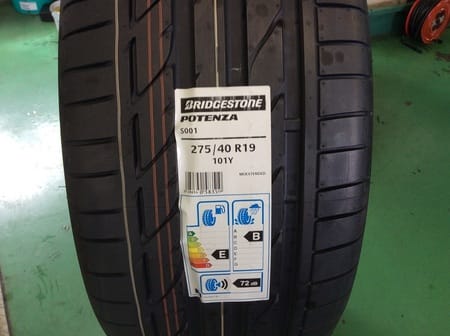 BRIDGESTONE
POTENZA
S001
275/40 R19
101Y
E
B
72 dB